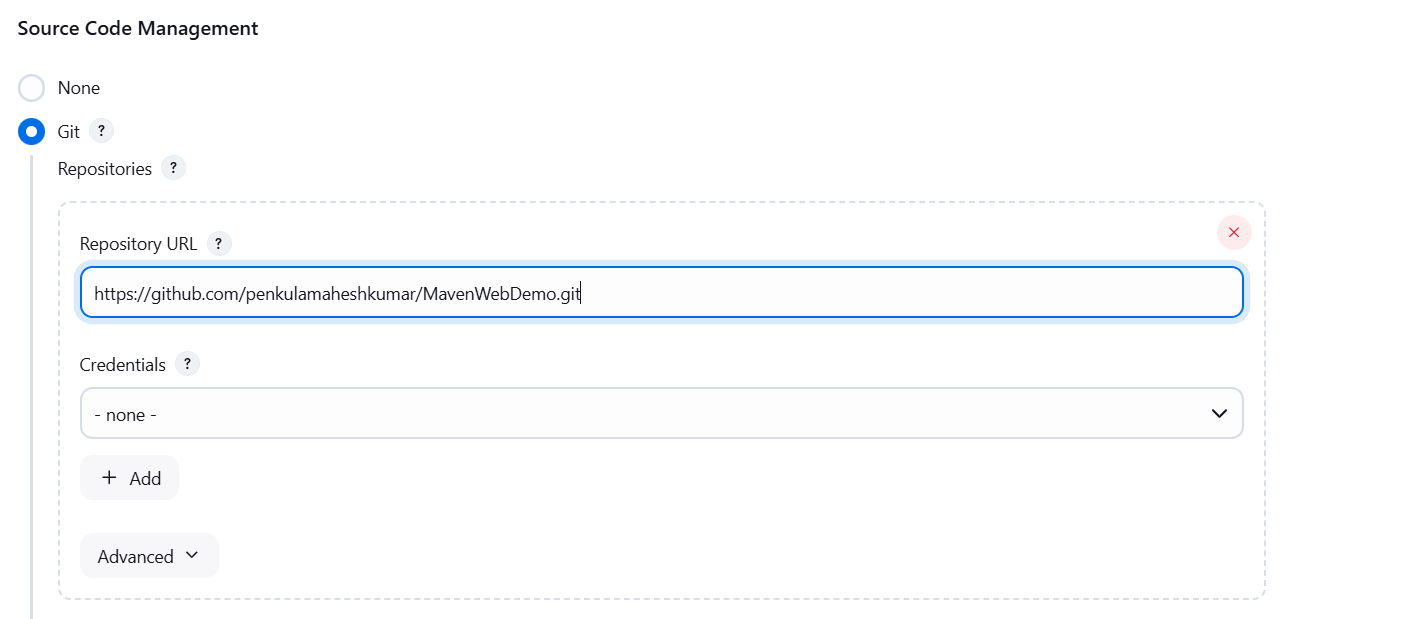 Source Code Management
None
Git ?
Repositories ?
Repository URL ?
https://github.com/penkulamaheshkumar/MavenWebDemo.git
Credentials ?
- none -
+ Add
Advanced